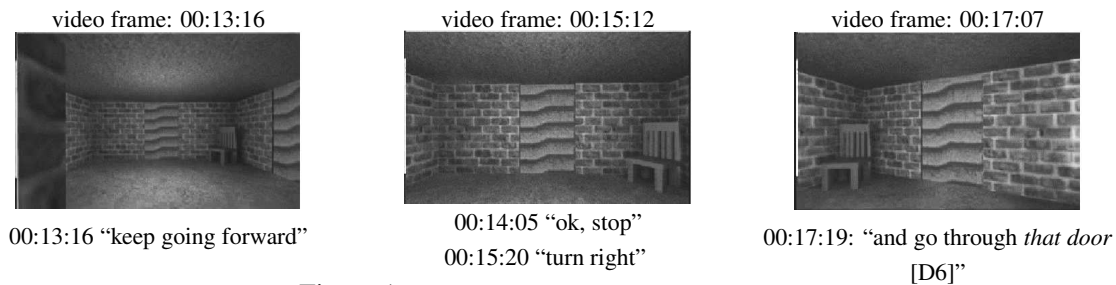 video frame: 00:13:16
video frame: 00:15:12
video frame: 00:17:07
00:13:16 “keep going forward”
00:14:05 “ok, stop”
00:15:20 “turn right”
00:17:19: “and go through that door
[D6]”